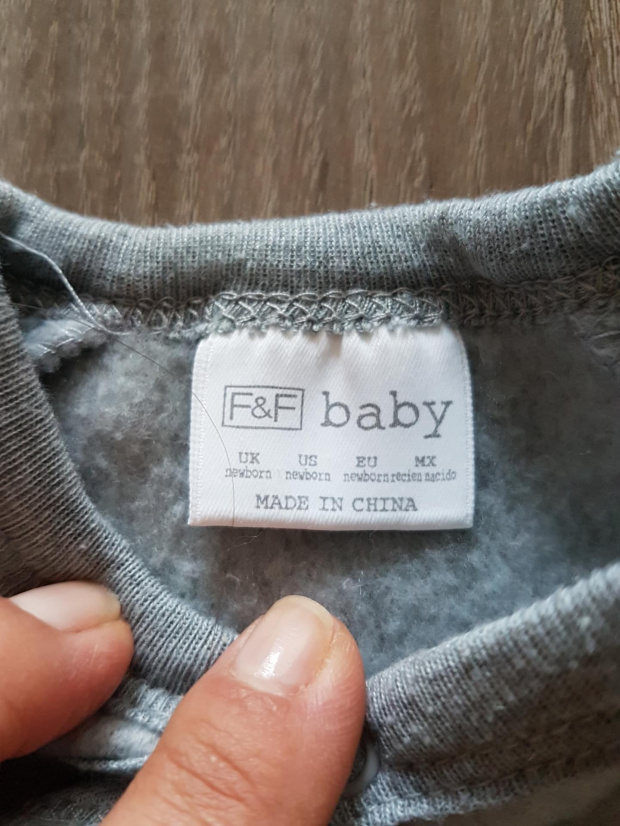 F&F baby
UK US EU MX
newborn newborn newborn recien nacido
MADE IN CHINA